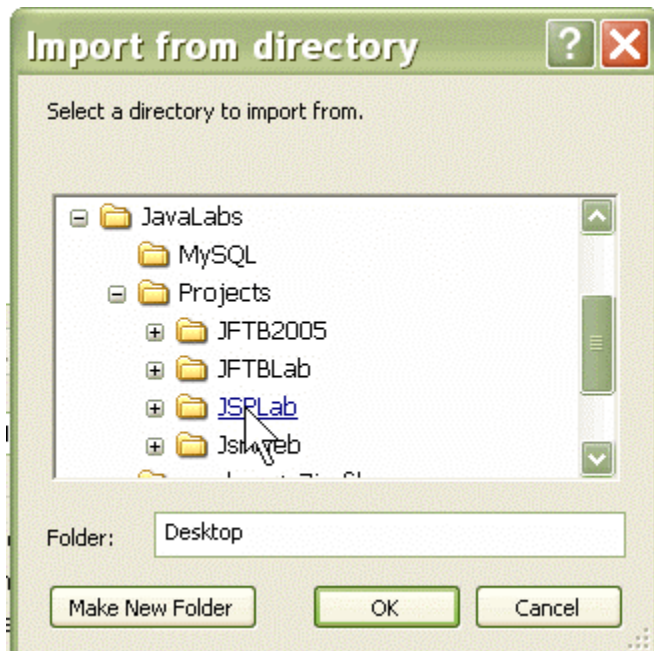 Import from directory
Select a directory to import from.
JavaLabs
MySQL
Projects
JFTB2005
JFTBLab
JSPLab
Folder:
Desktop
Make New Folder
OK
Cancel